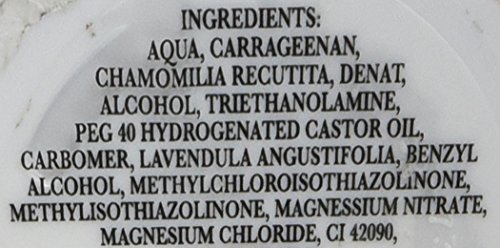 INGREDIENTS:
AQUA, CARRAGEENAN,
CHAMOMILIA RECUTITA, DENAT,
ALCOHOL, TRIETHANOLAMINE,
PEG 40 HYDROGENATED CASTOR OIL,
CARBOMER, LAVENDULA ANGUSTIFOLIA, BENZYL
ALCOHOL, METHYLCHLOROISOTHIAZOLiNONE,
METHYLISOTHIAZOLINONE, MAGNESSIUM NITRATE,
MAGNESIUM CHLORIDE, CI 42090,